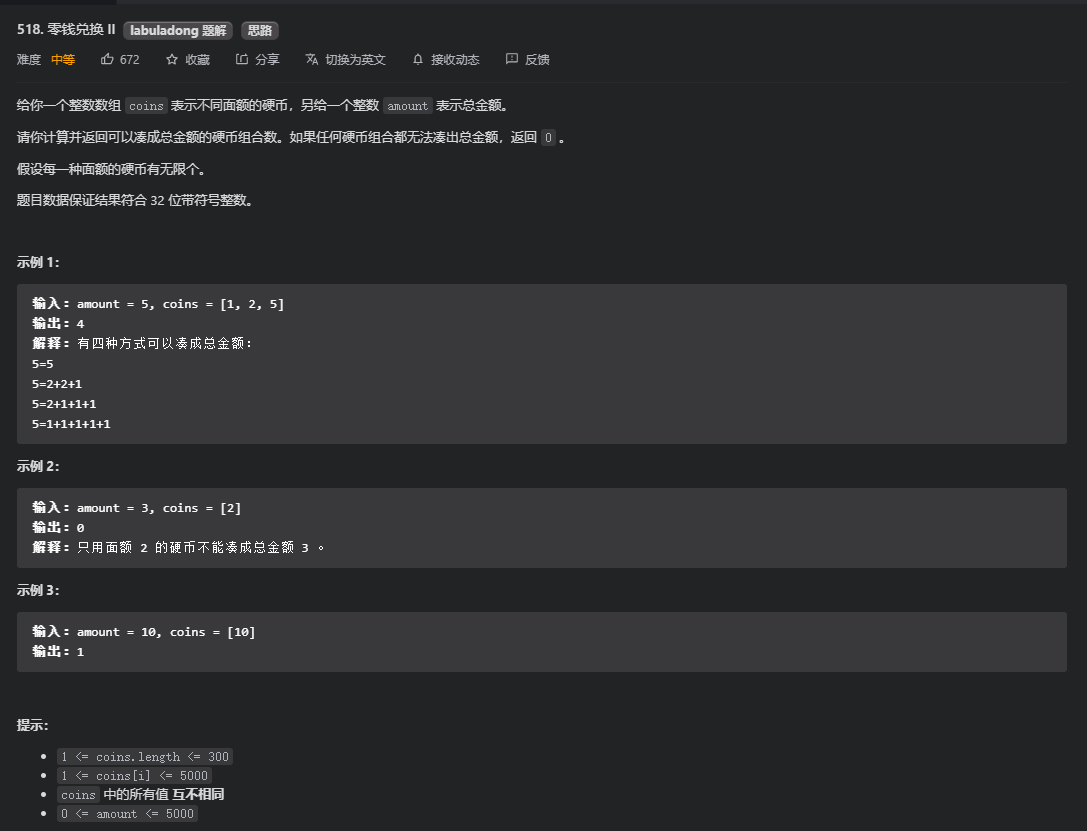 518. 零钱兑换 II labuladong 题解 思路
难度 中等 672 收藏 分享 切换为英文 接收动态 反馈
给你一个整数数组 coins 表示不同面额的硬币，另给一个整数 amount 表示总金额。
请你计算并返回可以凑成总金额的硬币组合数。如果任何硬币组合都无法凑出总金额，返回 0 。
假设每一种面额的硬币有无限个。
题目数据保证结果符合 32 位带符号整数。
示例 1：
输入：amount = 5, coins = [1, 2, 5]
输出：4
解释：有四种方式可以凑成总金额：
5=5
5=2+2+1
5=2+1+1+1
5=1+1+1+1+1
示例 2：
输入：amount = 3, coins = [2]
输出：0
解释：只用面额 2 的硬币不能凑成总金额 3 。
示例 3：
输入：amount = 10, coins = [10]
输出：1
提示：
1 <= coins.length <= 300
1 <= coins[i] <= 5000
coins 中的所有值 互不相同
0 <= amount <= 5000